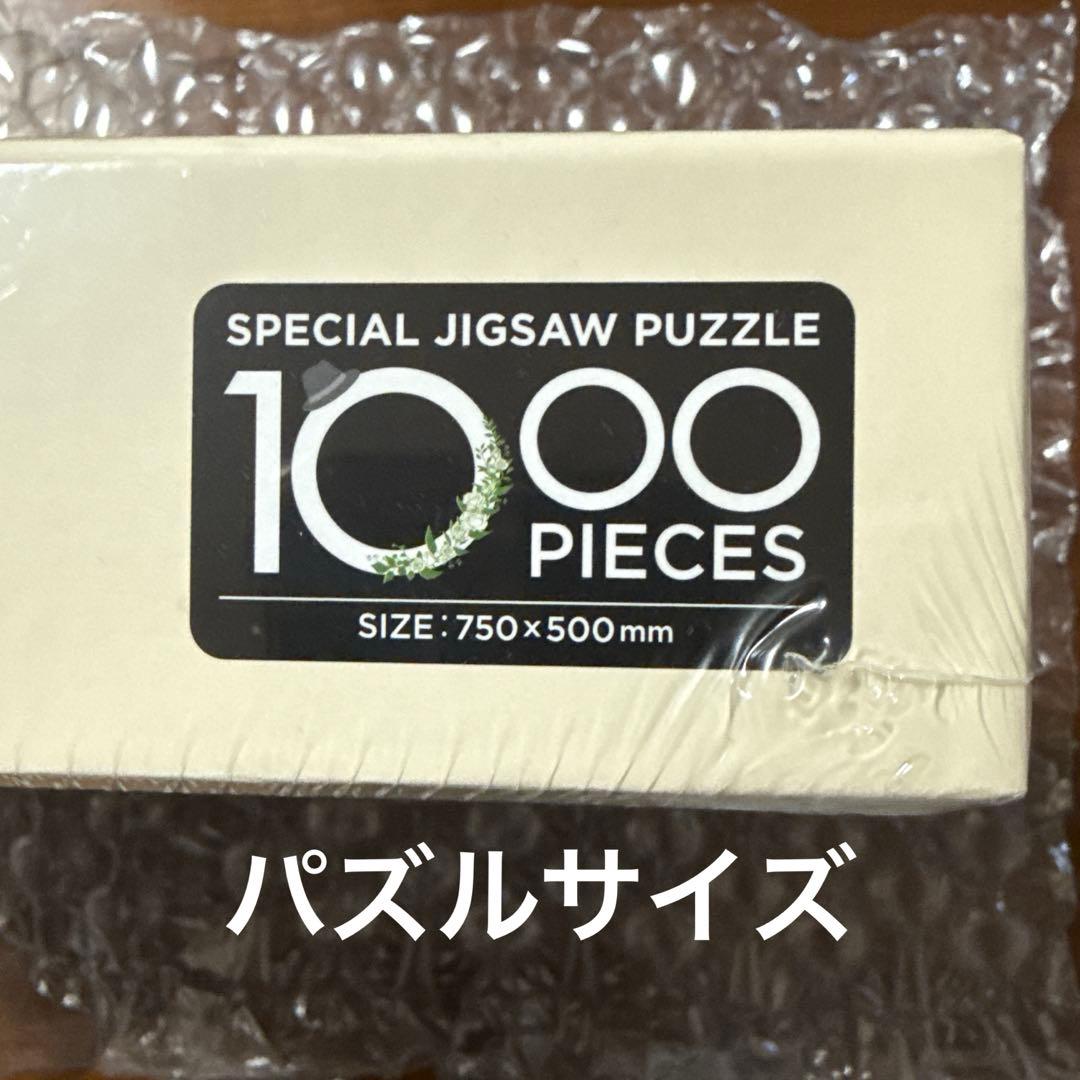 SPECIAL JIGSAW PUZZLE
1000
PIECES
SIZE:750×500mm
パズルサイズ